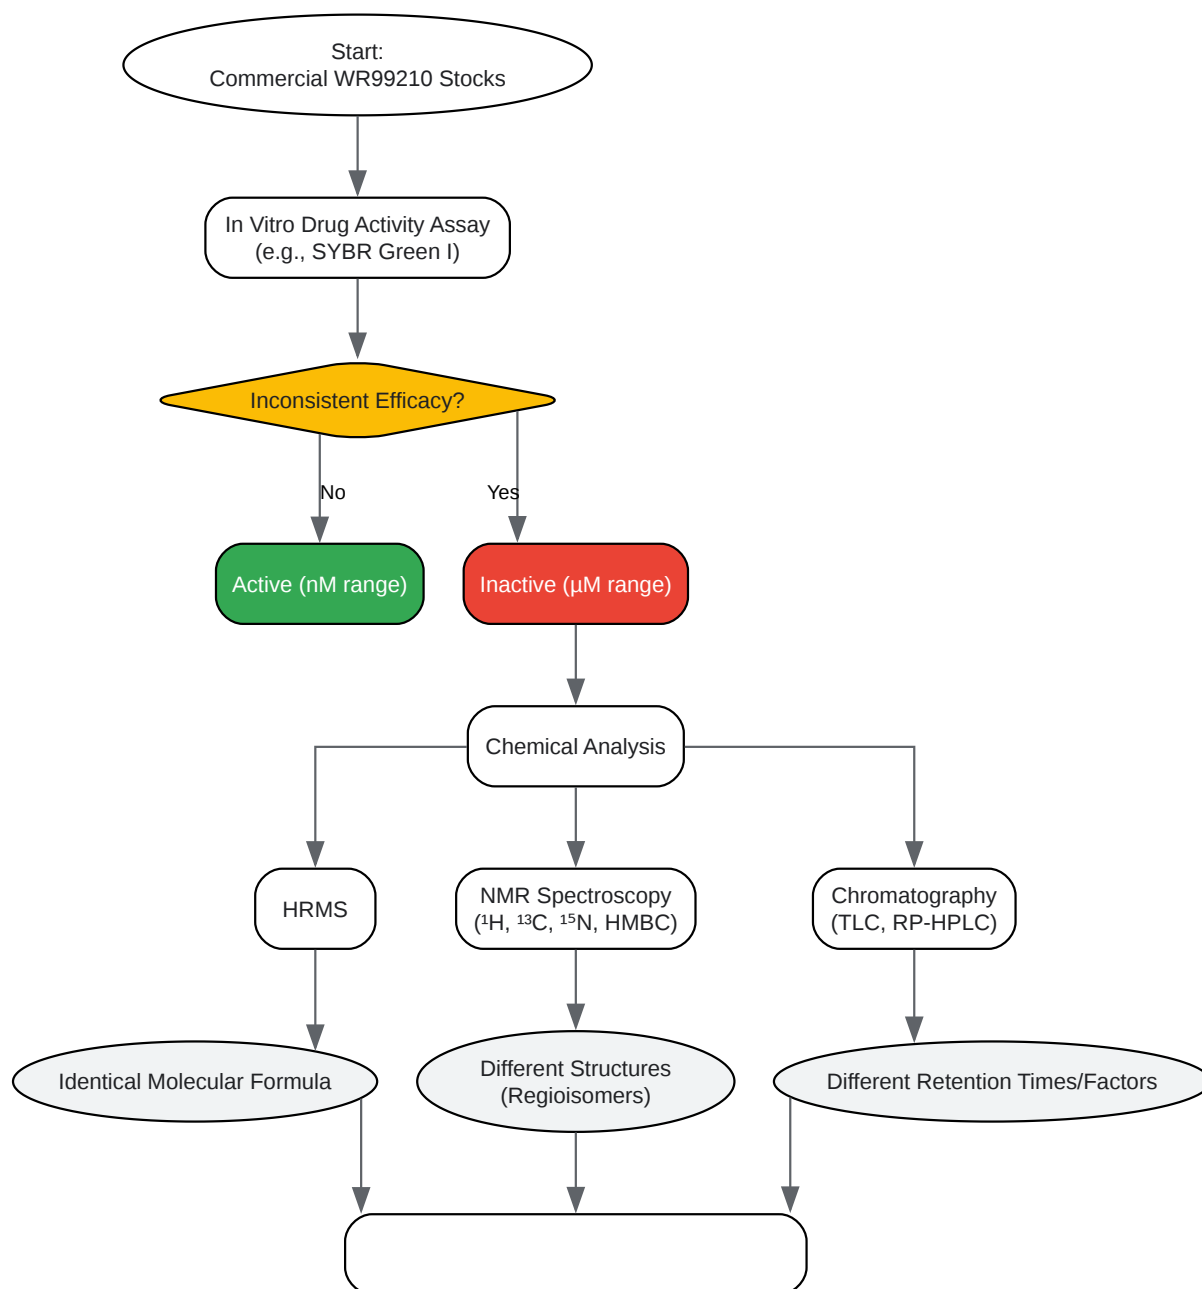 Start:
Commercial WR99210 Stocks
In Vitro Drug Activity Assay
(e.g., SYBR Green I)
Inconsistent Efficacy?
No
Yes
Active (nM range)
Inactive (µM range)
Chemical Analysis
HRMS
NMR Spectroscopy
(¹H, ¹³C, ¹⁵N, HMBC)
Chromatography
(TLC, RP-HPLC)
Identical Molecular Formula
Different Structures
(Regioisomers)
Different Retention Times/Factors